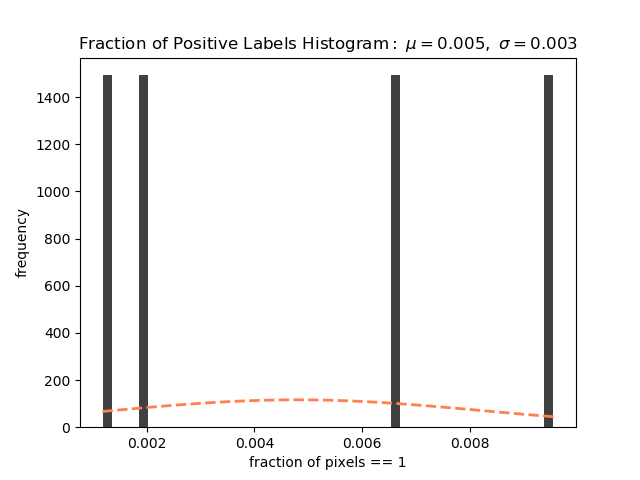 Fraction of Positive Labels Histogram: μ = 0.005, σ = 0.003
1400
1200
1000
800
600
400
200
0
frequency
0.002 0.004 0.006 0.008
fraction of pixels == 1